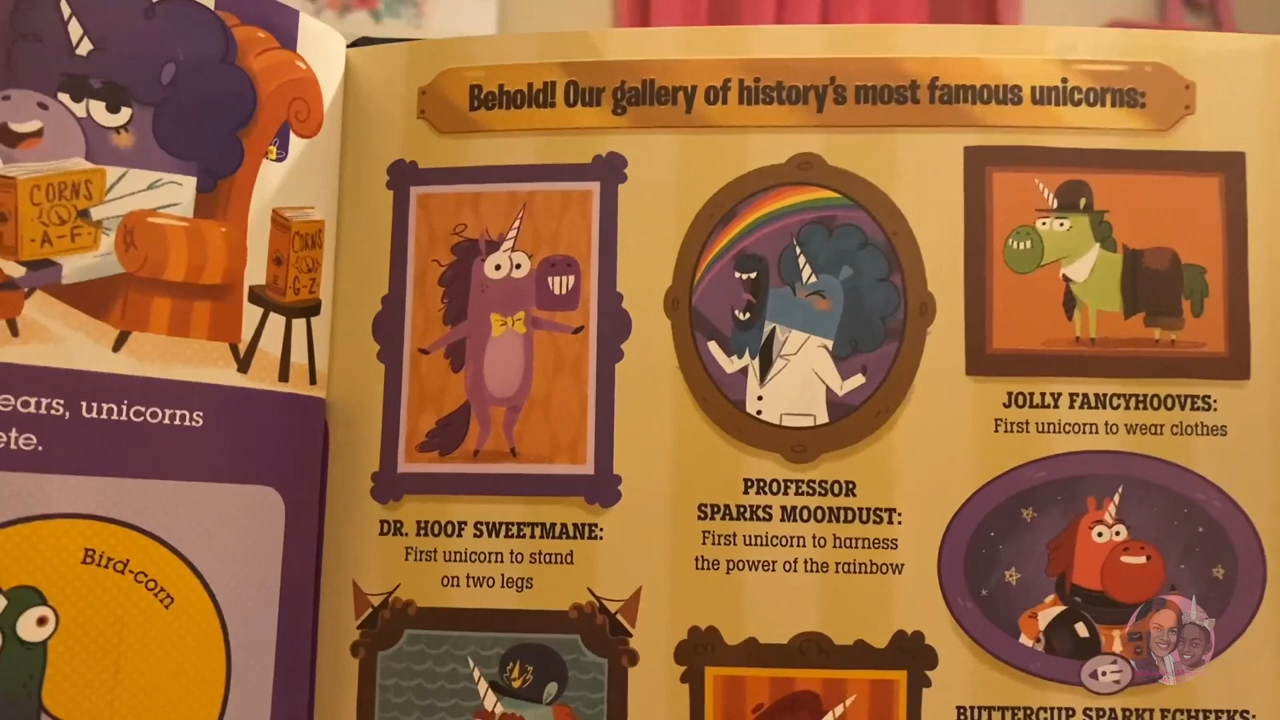 CORNS
-A-F-
CORNS
G-Z
ears, unicorns
ete.
Bird-corn
Behold! Our gallery of history's most famous unicorns:
DR. HOOF SWEETMANE:
First unicorn to stand
on two legs
PROFESSOR
SPARKS MOONDUST:
First unicorn to harness
the power of the rainbow
JOLLY FANCYHOOVES:
First unicorn to wear clothes
BUTTERCUP SPARKLECHEEKS: